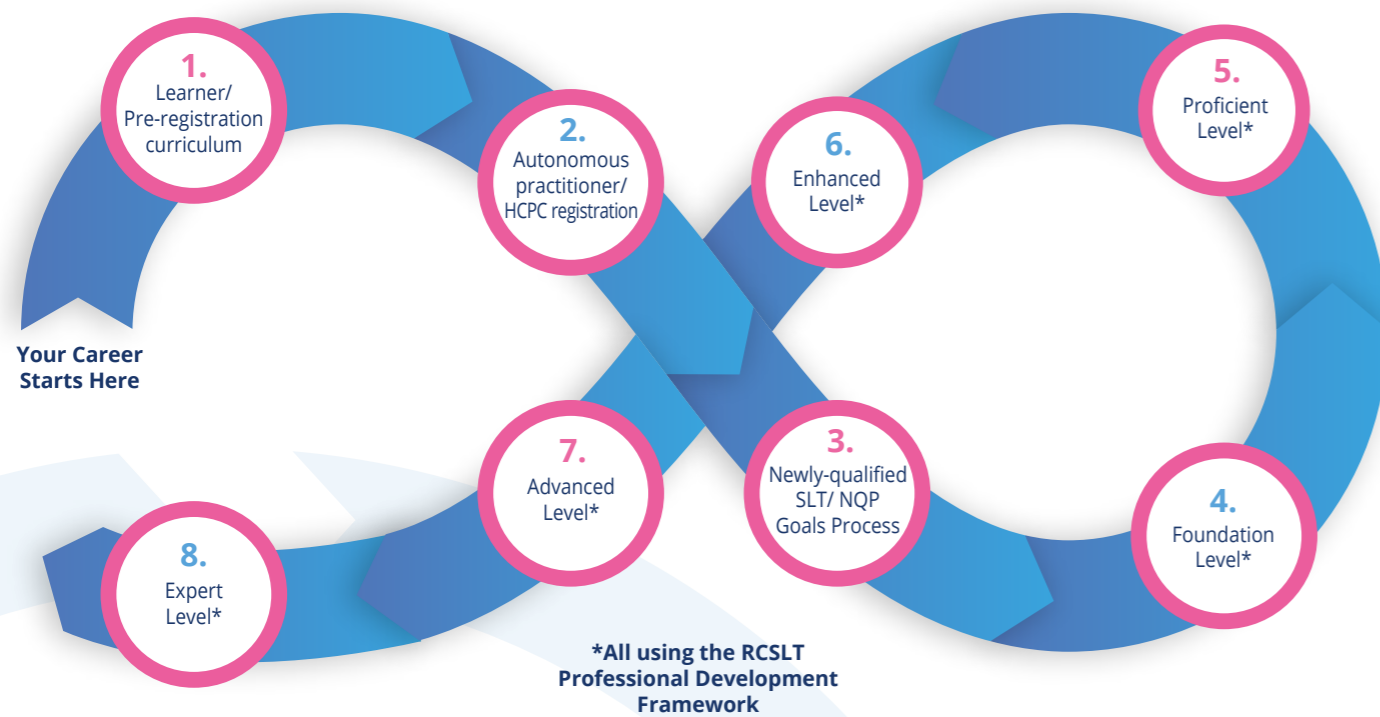 1.
Learner/
Pre-registration
curriculum
2.
Autonomous
practitioner/
HCPC registration
3.
Newly-qualified
SLT/ NQP
Goals Process
4.
Foundation
Level*
5.
Proficient
Level*
6.
Enhanced
Level*
7.
Advanced
Level*
8.
Expert
Level*
Your Career
Starts Here
*All using the RCSLT
Professional Development
Framework